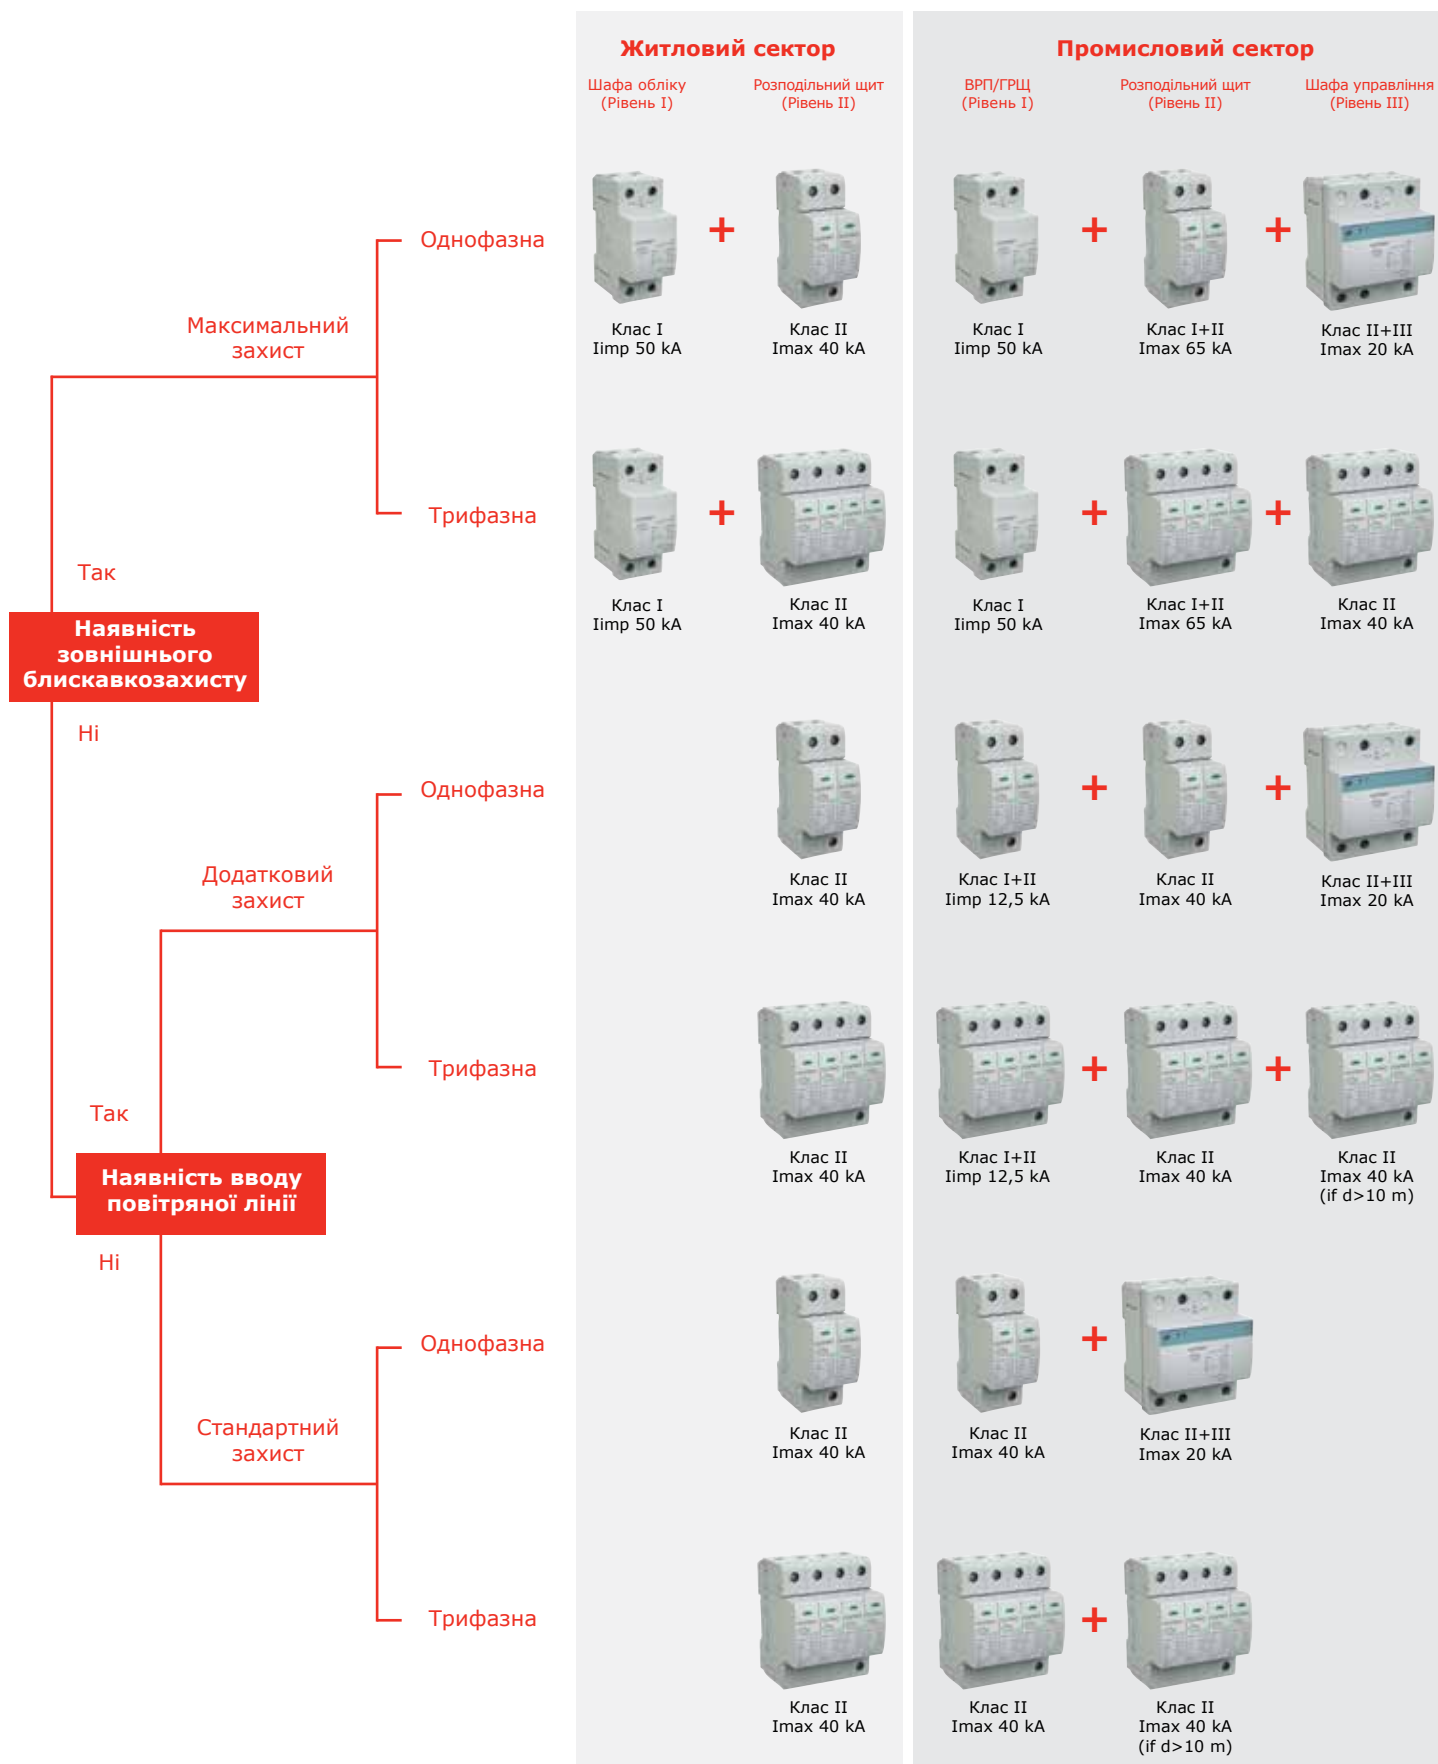 Житловий сектор
Промисловий сектор
Шафа обліку
(Рівень I)
Розподільний щит
(Рівень II)
ВРП/ГРЩ
(Рівень I)
Розподільний щит
(Рівень II)
Шафа управління
(Рівень III)
Однофазна
+
+
+
Клас I
Iimp 50 kA
Клас II
Imax 40 kA
Клас I
Iimp 50 kA
Клас I+II
Imax 65 kA
Клас II+III
Imax 20 kA
Максимальний
захист
Трифазна
+
+
+
Клас I
Iimp 50 kA
Клас II
Imax 40 kA
Клас I
Iimp 50 kA
Клас I+II
Imax 65 kA
Клас II
Imax 40 kA
Так
Наявність
зовнішнього
блискавкозахисту
Ні
Однофазна
+
+
Клас II
Imax 40 kA
Клас I+II
Iimp 12,5 kA
Клас II
Imax 40 kA
Клас II+III
Imax 20 kA
Додатковий
захист
Трифазна
+
+
Клас II
Imax 40 kA
Клас I+II
Iimp 12,5 kA
Клас II
Imax 40 kA
Клас II
Imax 40 kA
(if d>10 m)
Так
Наявність вводу
повітряної лінії
Ні
Однофазна
+
Клас II
Imax 40 kA
Клас II
Imax 40 kA
Клас II+III
Imax 20 kA
Стандартний
захист
Трифазна
+
Клас II
Imax 40 kA
Клас II
Imax 40 kA
Клас II
Imax 40 kA
(if d>10 m)